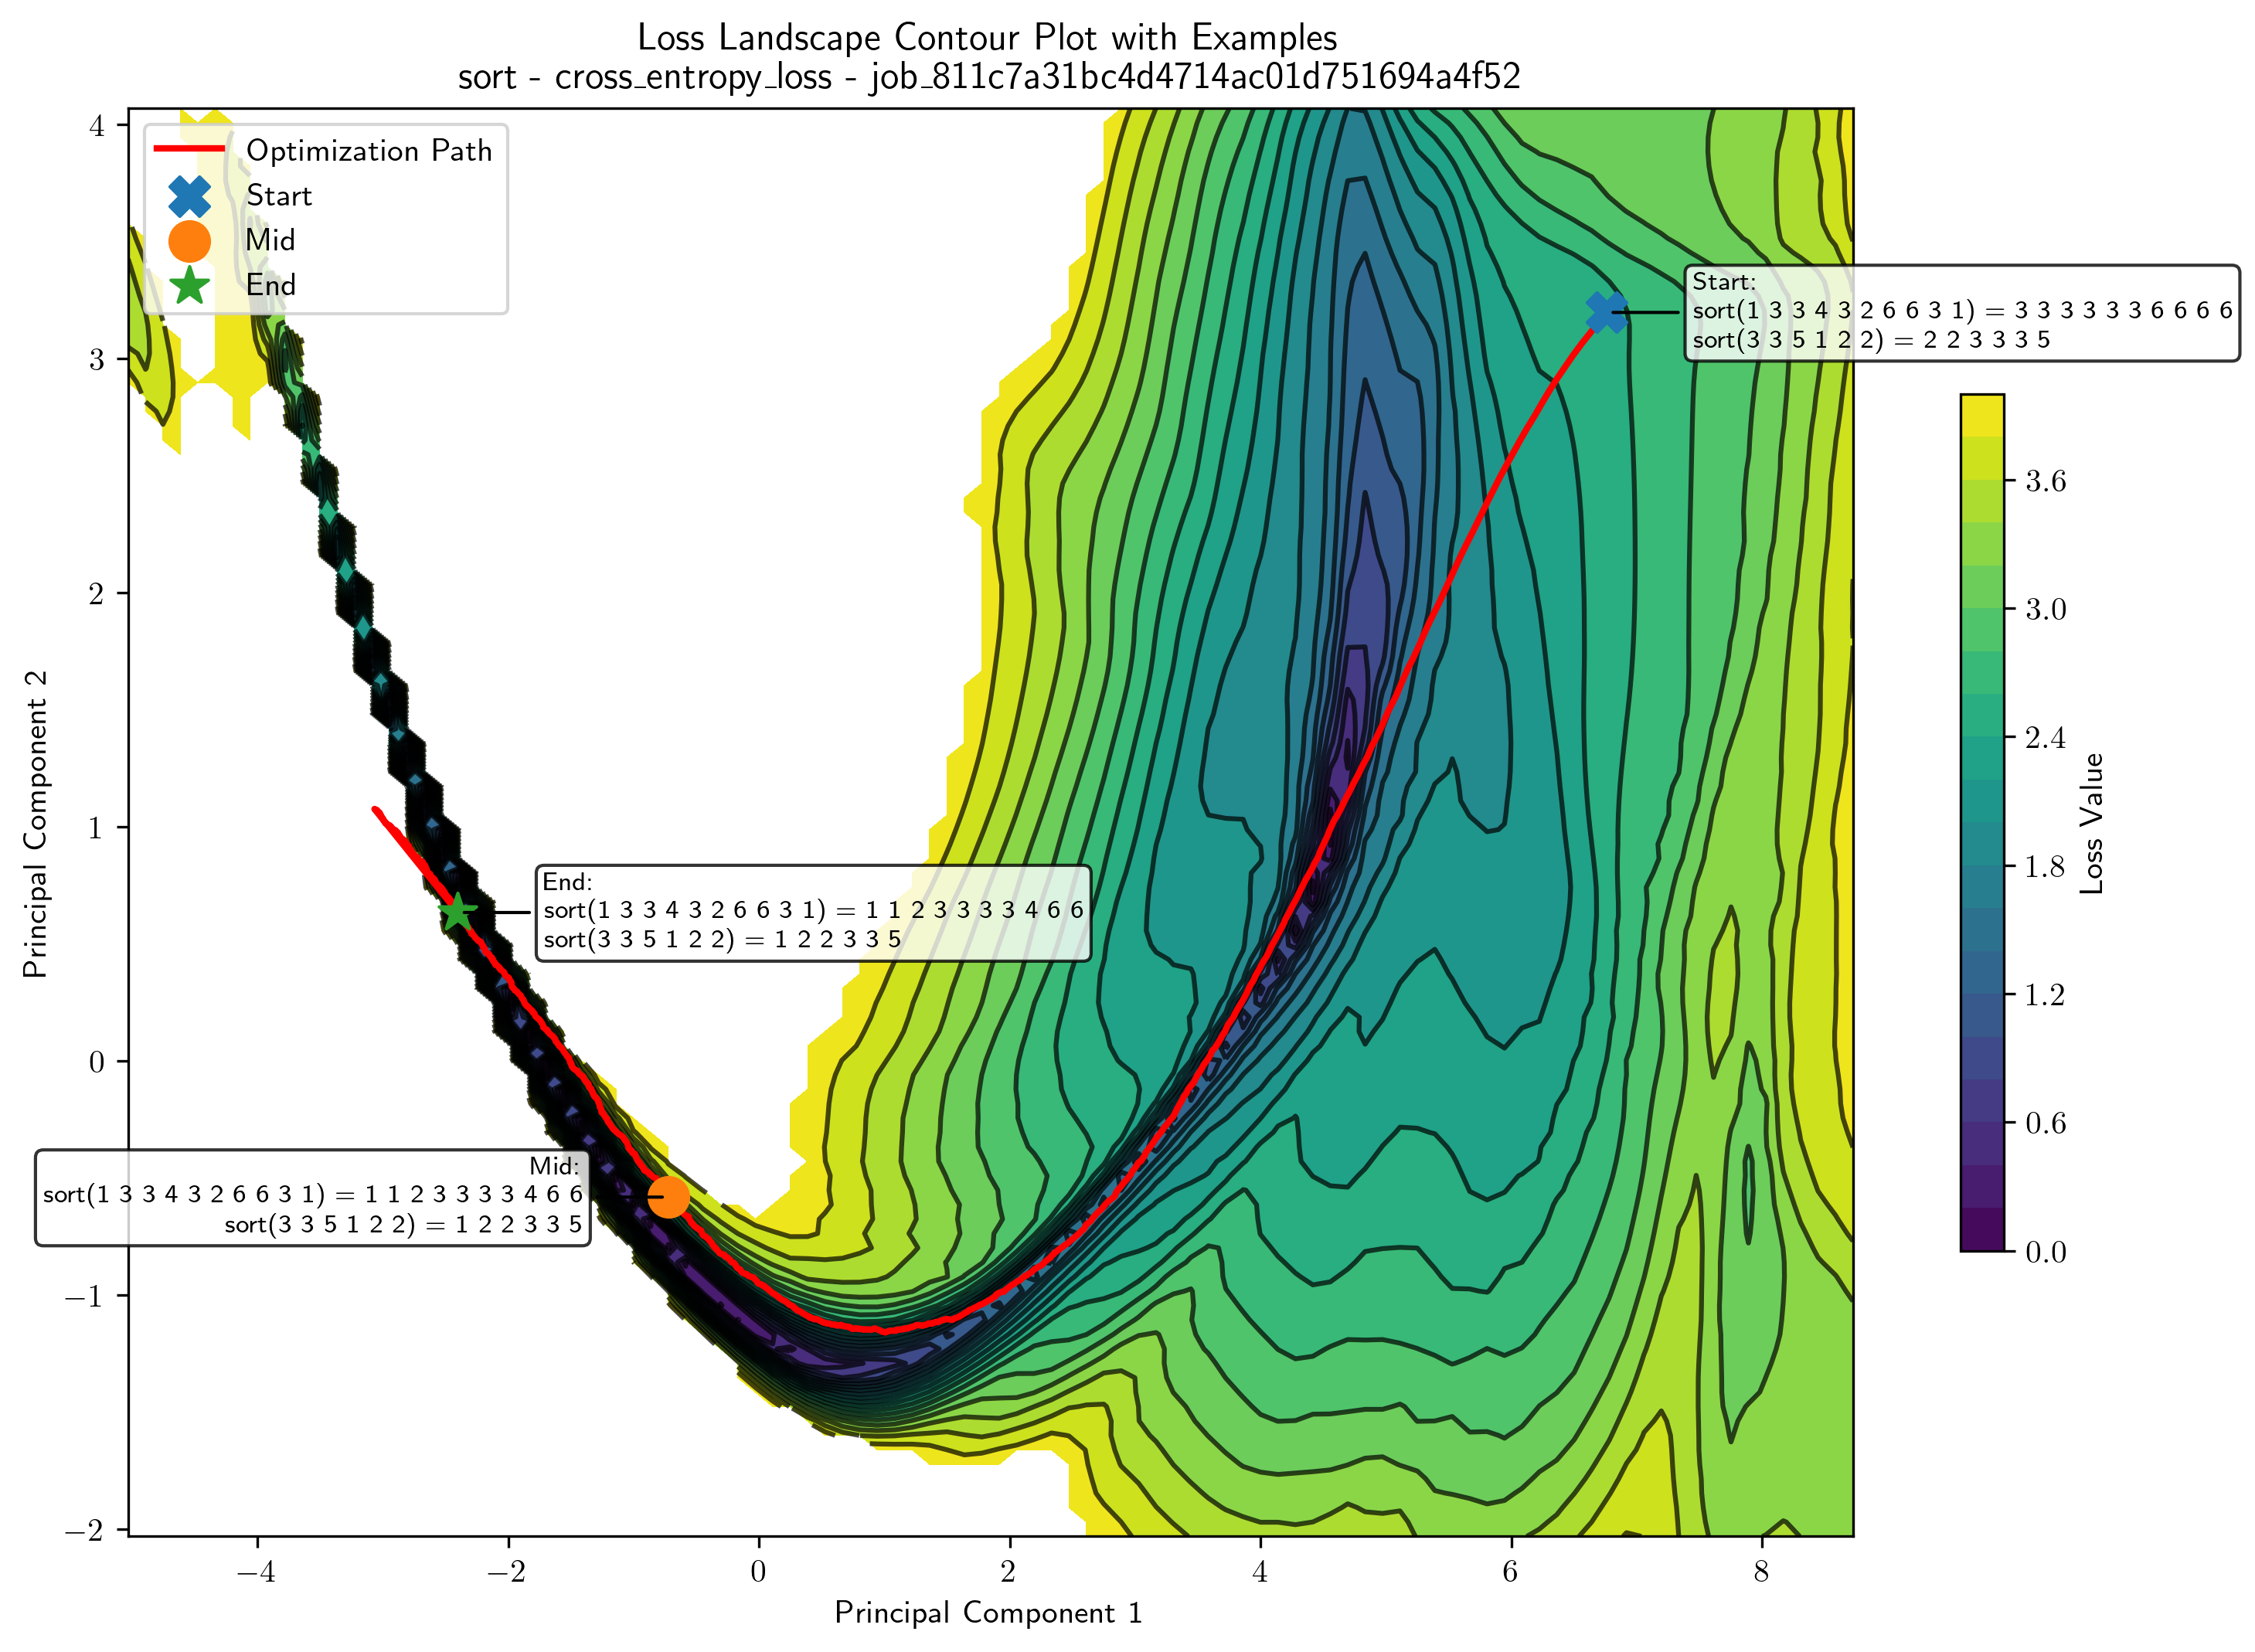 Loss Landscape Contour Plot with Examples
sort - cross_entropy_loss - job_811c7a31bc4d4714ac01d751694a4f52
Optimization Path
Start
Mid
End
Start:
sort(1 3 3 4 3 2 6 6 3 1) = 3 3 3 3 3 3 6 6 6 6
sort(3 3 5 1 2 2) = 2 2 3 3 3 5
End:
sort(1 3 3 4 3 2 6 6 3 1) = 1 1 2 3 3 3 3 4 6 6
sort(3 3 5 1 2 2) = 1 2 2 3 3 5
Mid:
sort(1 3 3 4 3 2 6 6 3 1) = 1 1 2 3 3 3 3 4 6 6
sort(3 3 5 1 2 2) = 1 2 2 3 3 5
4
3
2
1
0
−1
−2
Principal Component 2
−4
−2
0
2
4
6
8
Principal Component 1
3.6
3.0
2.4
1.8
1.2
0.6
0.0
Loss Value